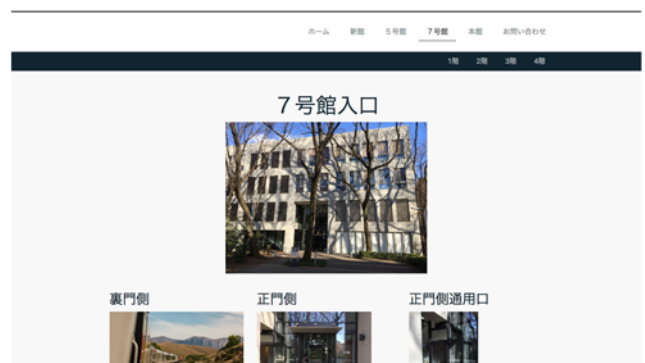 ホーム 新館 5号館 7号館 本館 お問い合わせ
1階 2階 3階 4階
7号館入口
裏門側 正門側 正門側通用口